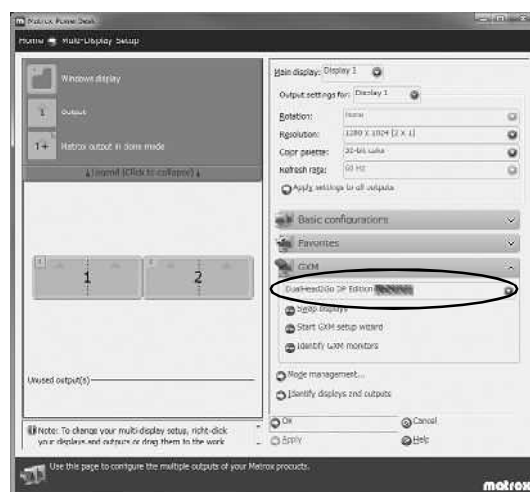 Matrox Power Desk
Home Multi-Display Setup
Windows display
1 Output
1+ Matrox output in clone mode
Legend (Click to collapse)
1 2
Unused output(s)
Note: To change your multi-display setup, right-click
your displays and outputs or drag them to the work
Main display: Display 1
Output settings for: Display 1
Rotation: None
Resolution: 1280 X 1024 [2 X 1]
Color palette: 32-bit color
Refresh rate: 60 Hz
Apply settings to all outputs
Basic configurations
Favorites
GXM
DualHead2Go DP Edition
Swap displays
Start GXM setup wizard
Identify GXM monitors
Mode management...
Identify displays and outputs
OK Cancel
Apply Help
Use this page to configure the multiple outputs of your Matrox products.
matrox